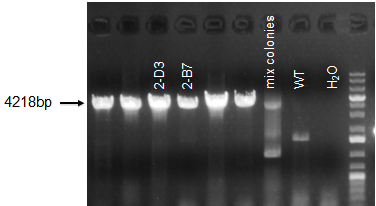 2-D3
2-B7
mix colonies
WT
H₂O
4218bp